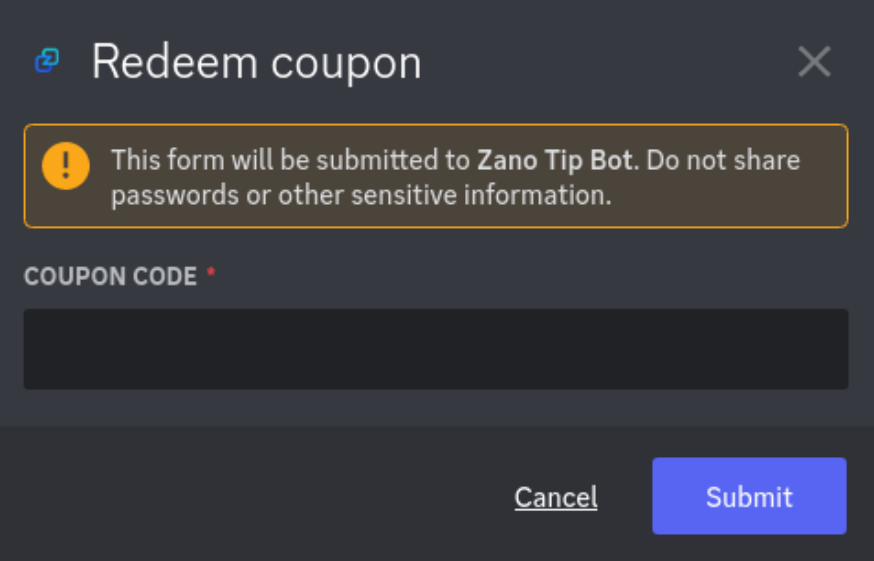 Redeem coupon
This form will be submitted to Zano Tip Bot. Do not share
passwords or other sensitive information.
COUPON CODE *
Cancel
Submit